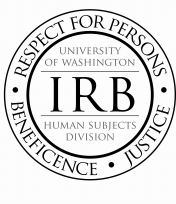 RESPECT FOR PERSONS
UNIVERSITY
OF WASHINGTON
IRB
HUMAN SUBJECTS
DIVISION
BENEFICENCE • JUSTICE •